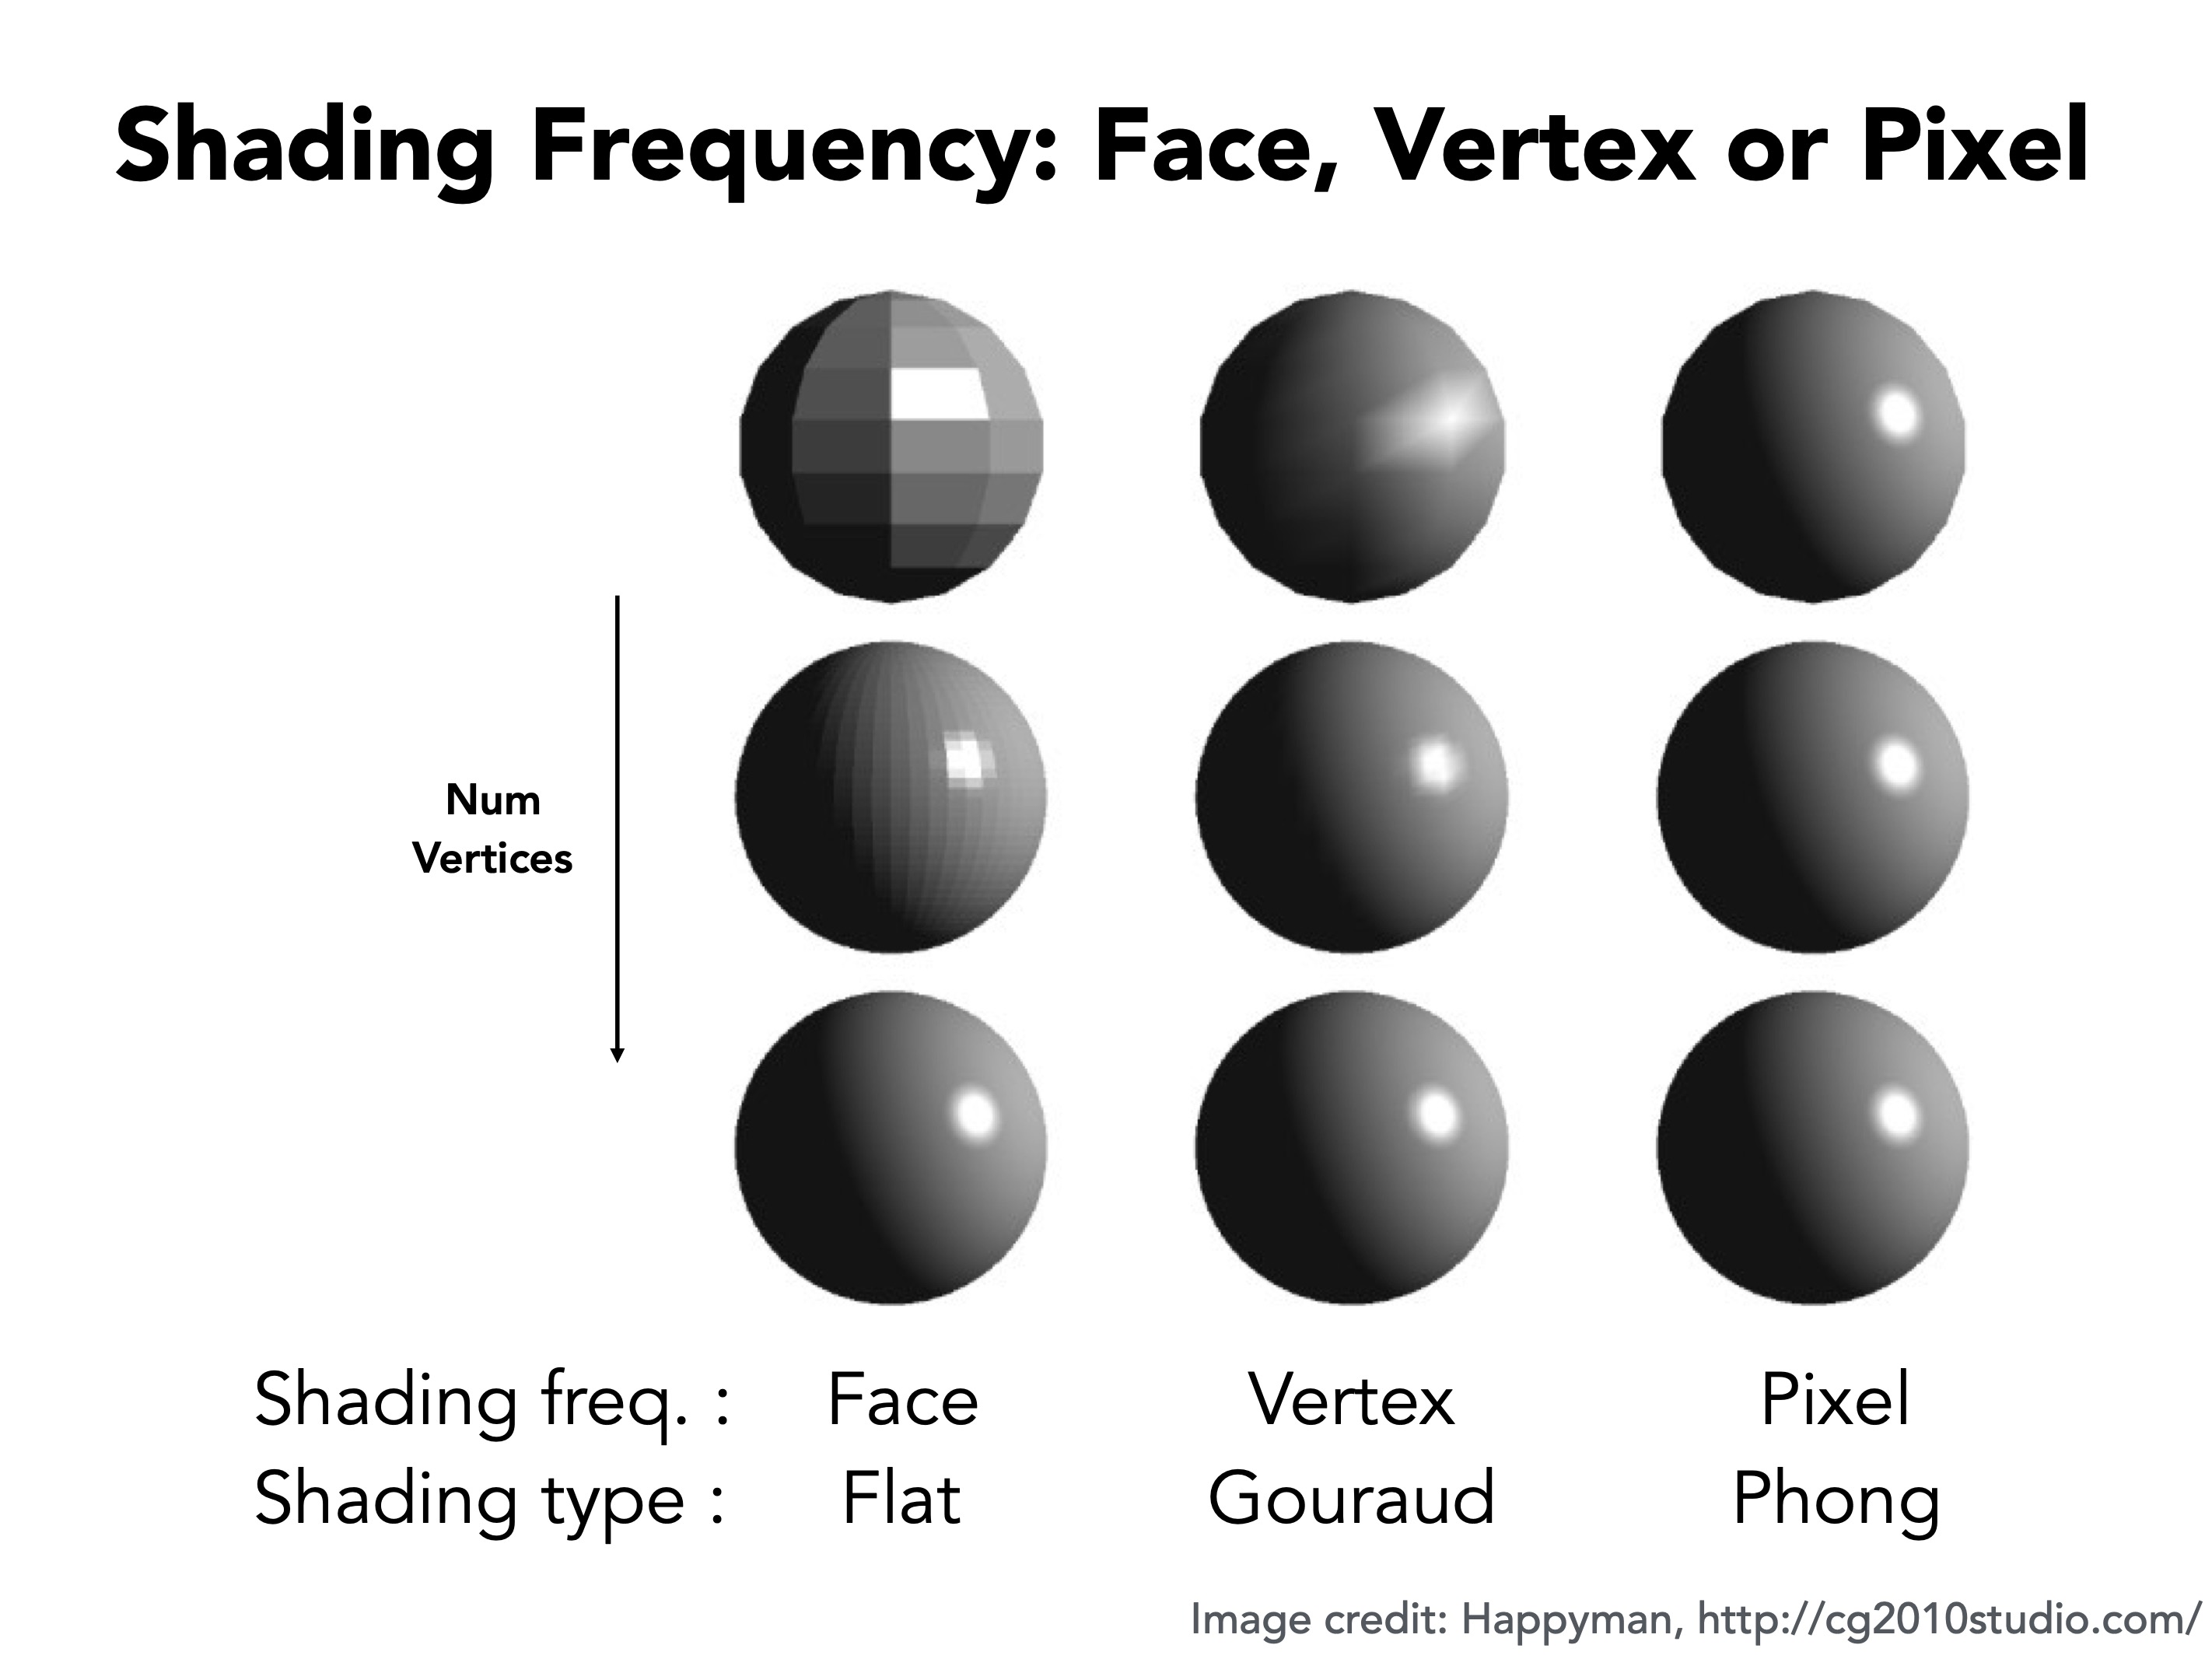 Shading Frequency: Face, Vertex or Pixel
Num
Vertices
Shading freq. : Face Vertex Pixel
Shading type : Flat Gouraud Phong
Image credit: Happyman, http://cg2010studio.com/